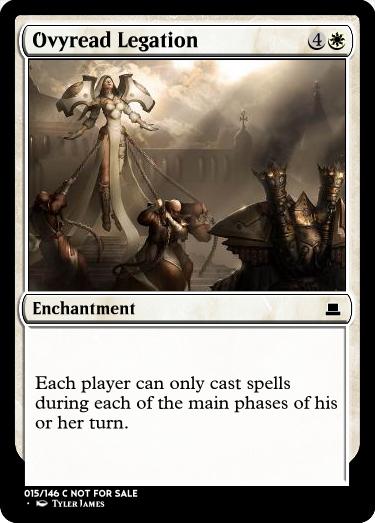 Ovyread Legation 4
Enchantment
Each player can only cast spells
during each of the main phases of his
or her turn.
015/146 C NOT FOR SALE
· Tyler James